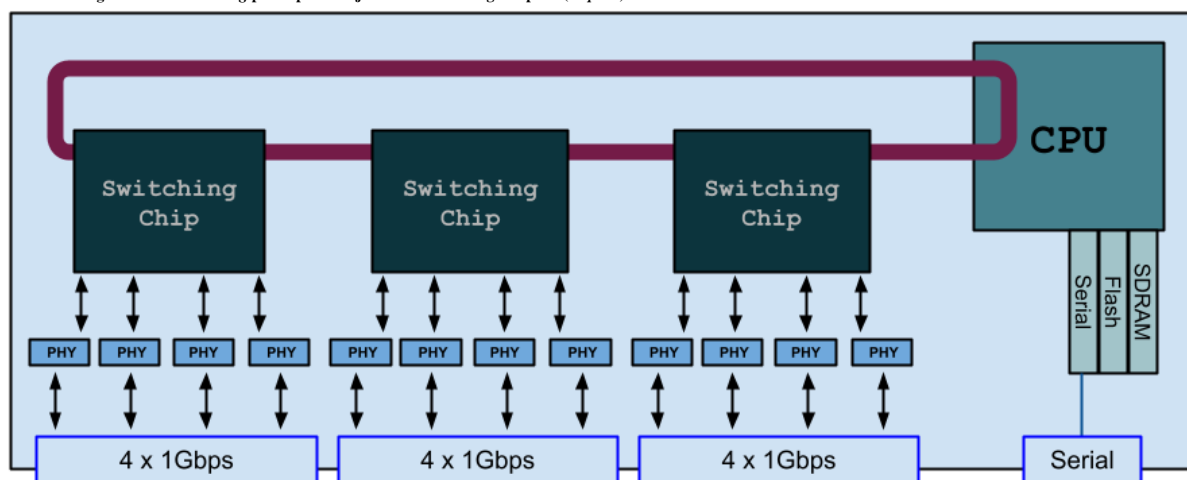 CPU
Switching
Chip
Switching
Chip
Switching
Chip
Serial
Flash
SDRAM
PHY
PHY
PHY
PHY
PHY
PHY
PHY
PHY
PHY
PHY
PHY
PHY
4 x 1Gbps
4 x 1Gbps
4 x 1Gbps
Serial